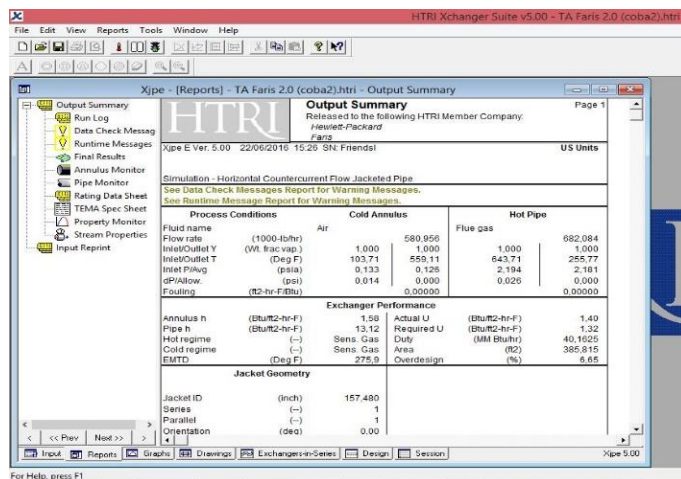 HTRI Xchanger Suite v5.00 - TA Faris 2.0 (coba2).htri
File Edit View Reports Tools Window Help
Xjpe - [Reports] - TA Faris 2.0 (coba2).htri - Output Summary
Output Summary
Run Log
Data Check Messag
Runtime Messages
Final Results
Annulus Monitor
Pipe Monitor
Rating Data Sheet
TEMA Spec Sheet
Property Monitor
Stream Properties
Input Reprint
HTRI
Output Summary Page 1
Released to the following HTRI Member Company:
Hewlett-Packard
Faris
Xjpe E Ver. 5.00 22/06/2016 15:26 SN: Friendsl US Units
Simulation - Horizontal Countercurrent Flow Jacketed Pipe
See Data Check Messages Report for Warning Messages.
See Runtime Message Report for Warning Messages.
Process Conditions Cold Annulus Hot Pipe
Fluid name Air Flue gas
Flow rate (1000-lb/hr) 580,956 682,084
Inlet/Outlet Y (Wt. frac vap.) 1,000 1,000 1,000 1,000
Inlet/Outlet T (Deg F) 103,71 559,11 643,71 255,77
Inlet P/Avg (psia) 0,133 0,126 2,194 2,181
dP/Allow. (psi) 0,014 0,000 0,026 0,000
Fouling (ft2-hr-F/Btu) 0,00000 0,00000
Exchanger Performance
Annulus h (Btu/ft2-hr-F) 1,58 Actual U (Btu/ft2-hr-F) 1,40
Pipe h (Btu/ft2-hr-F) 13,12 Required U (Btu/ft2-hr-F) 1,32
Hot regime (--) Sens. Gas Duty (MM Btu/hr) 40,1625
Cold regime (--) Sens. Gas Area (ft2) 385,815
EMTD (Deg F) 275,9 Overdesign (%) 6,65
Jacket Geometry
Jacket ID (inch) 157,480
Series (--) 1
Parallel (--) 1
Orientation (deg) 0,00
<< Prev Next >>
Input Reports Graphs Drawings Exchangers-in-Series Design Session Xjpe 5.00
For Help, press F1